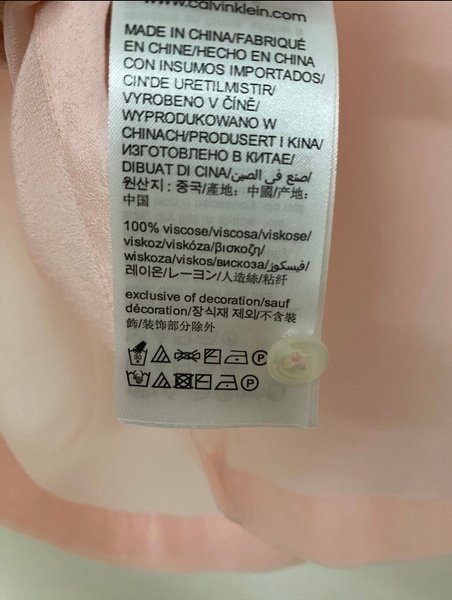 www.calvinklein.com
MADE IN CHINA/FABRIQUÉ
EN CHINE/HECHO EN CHINA
CON INSUMOS IMPORTADOS/
CIN'DE URETILMISTIR/
VYROBENO V ČÍNĚ/
WYPRODUKOWANO W
CHINACH/PRODUSERT I KINA/
ИЗГОТОВЛЕНО В КИТАЕ/
DIBUAT DI CINA/صنع في الصين/
원산지 : 중국/產地: 中國/产地:
中国
100% viscose/viscosa/viskose/
viskoz/viskóza/βισκοζη/
wiskoza/viskos/вискоза/فيسكوز/
레이온/レーヨン/人造絲/粘纤
exclusive of decoration/sauf
décoration/장식재 제외/不含裝
飾/装饰部分除外